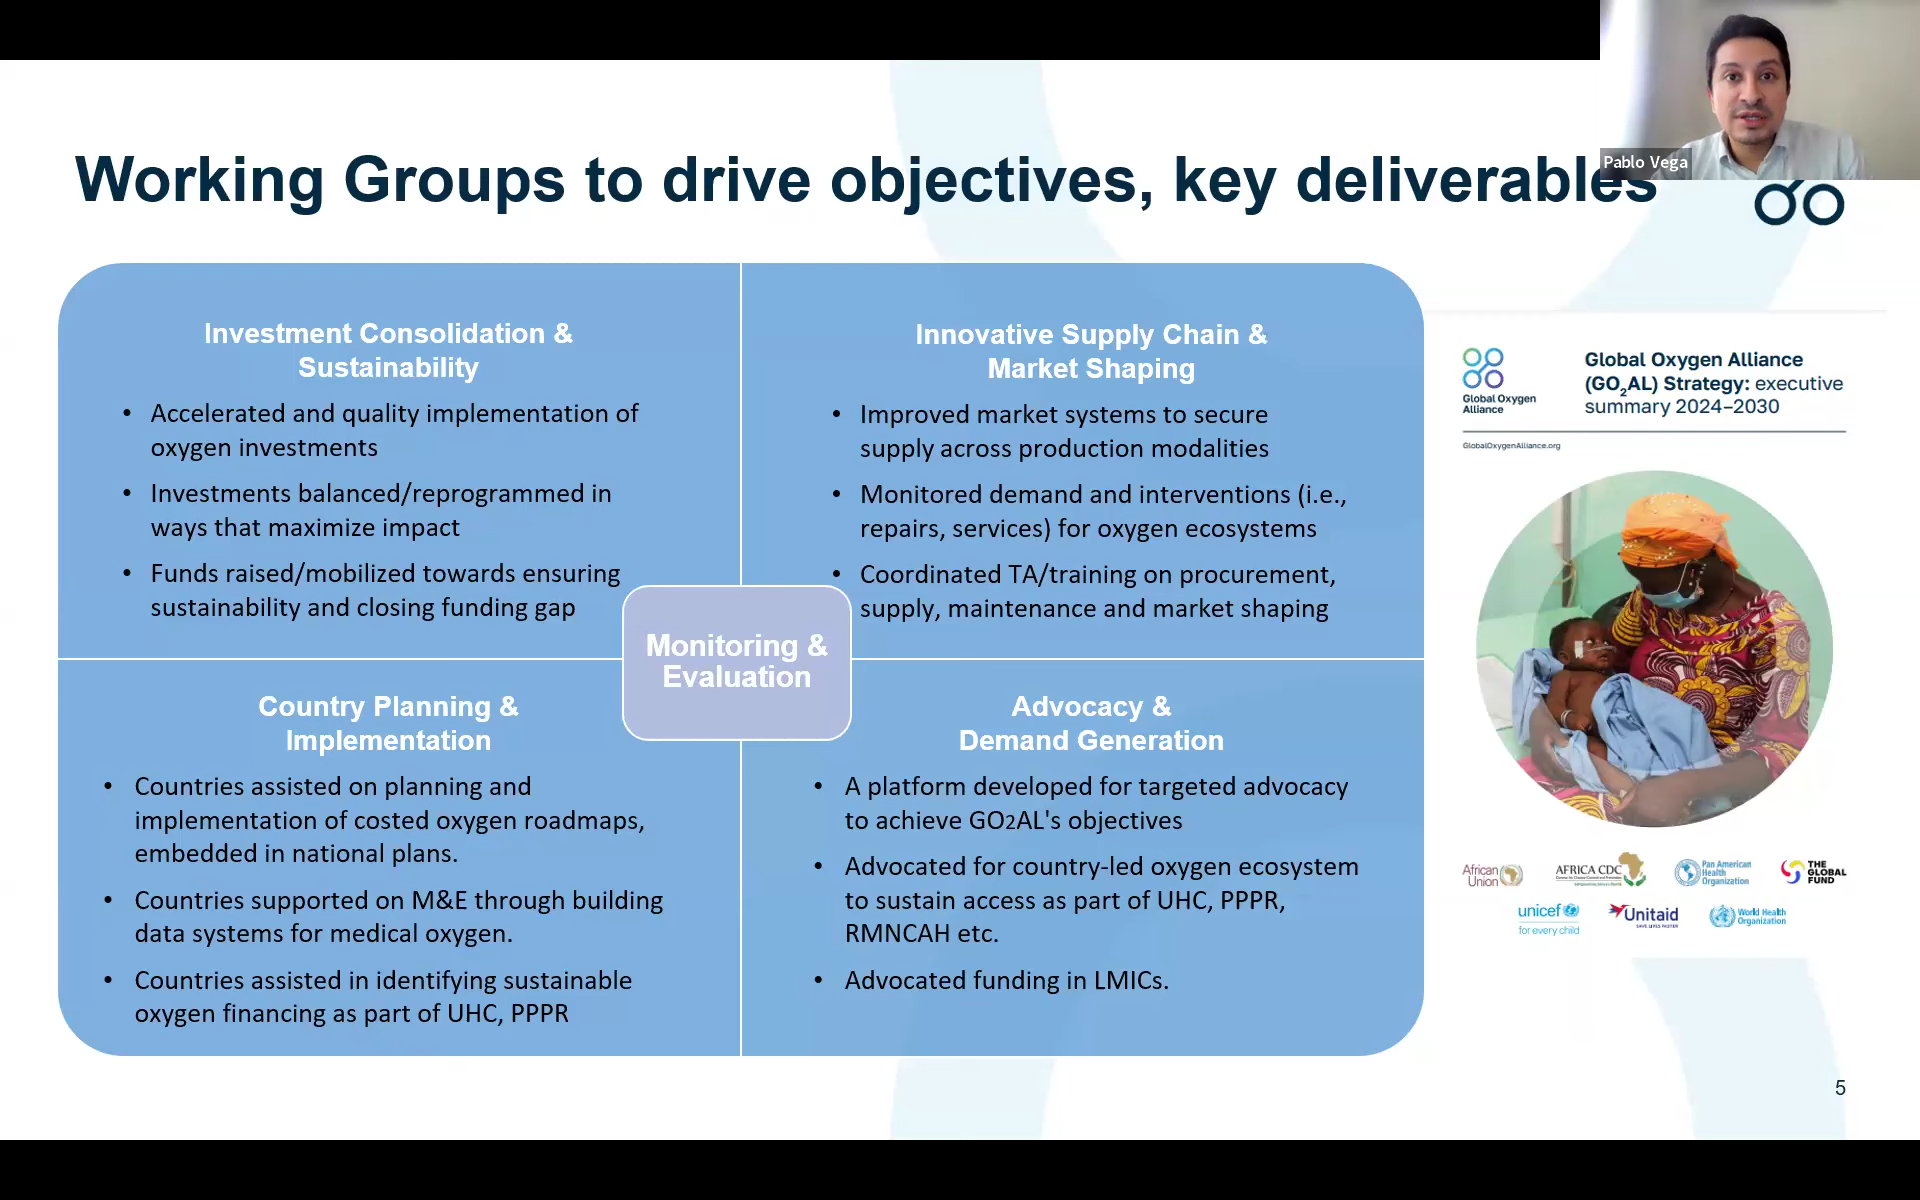 Pablo Vega
Working Groups to drive objectives, key deliverables
Investment Consolidation &
Sustainability
• Accelerated and quality implementation of
oxygen investments
• Investments balanced/reprogrammed in
ways that maximize impact
• Funds raised/mobilized towards ensuring
sustainability and closing funding gap
Innovative Supply Chain &
Market Shaping
• Improved market systems to secure
supply across production modalities
• Monitored demand and interventions (i.e.,
repairs, services) for oxygen ecosystems
• Coordinated TA/training on procurement,
supply, maintenance and market shaping
Monitoring &
Evaluation
Country Planning &
Implementation
• Countries assisted on planning and
implementation of costed oxygen roadmaps,
embedded in national plans.
• Countries supported on M&E through building
data systems for medical oxygen.
• Countries assisted in identifying sustainable
oxygen financing as part of UHC, PPPR
Advocacy &
Demand Generation
• A platform developed for targeted advocacy
to achieve GO2AL's objectives
• Advocated for country-led oxygen ecosystem
to sustain access as part of UHC, PPPR,
RMNCAH etc.
• Advocated funding in LMICs.
Global Oxygen
Alliance
Global Oxygen Alliance
(GO₂AL) Strategy: executive
summary 2024–2030
GlobalOxygenAlliance.org
African
Union
AFRICA CDC
Pan American
Health
Organization
THE
GLOBAL
FUND
unicef
for every child
Unitaid
SAVE LIVES FASTER
World Health
Organization
5